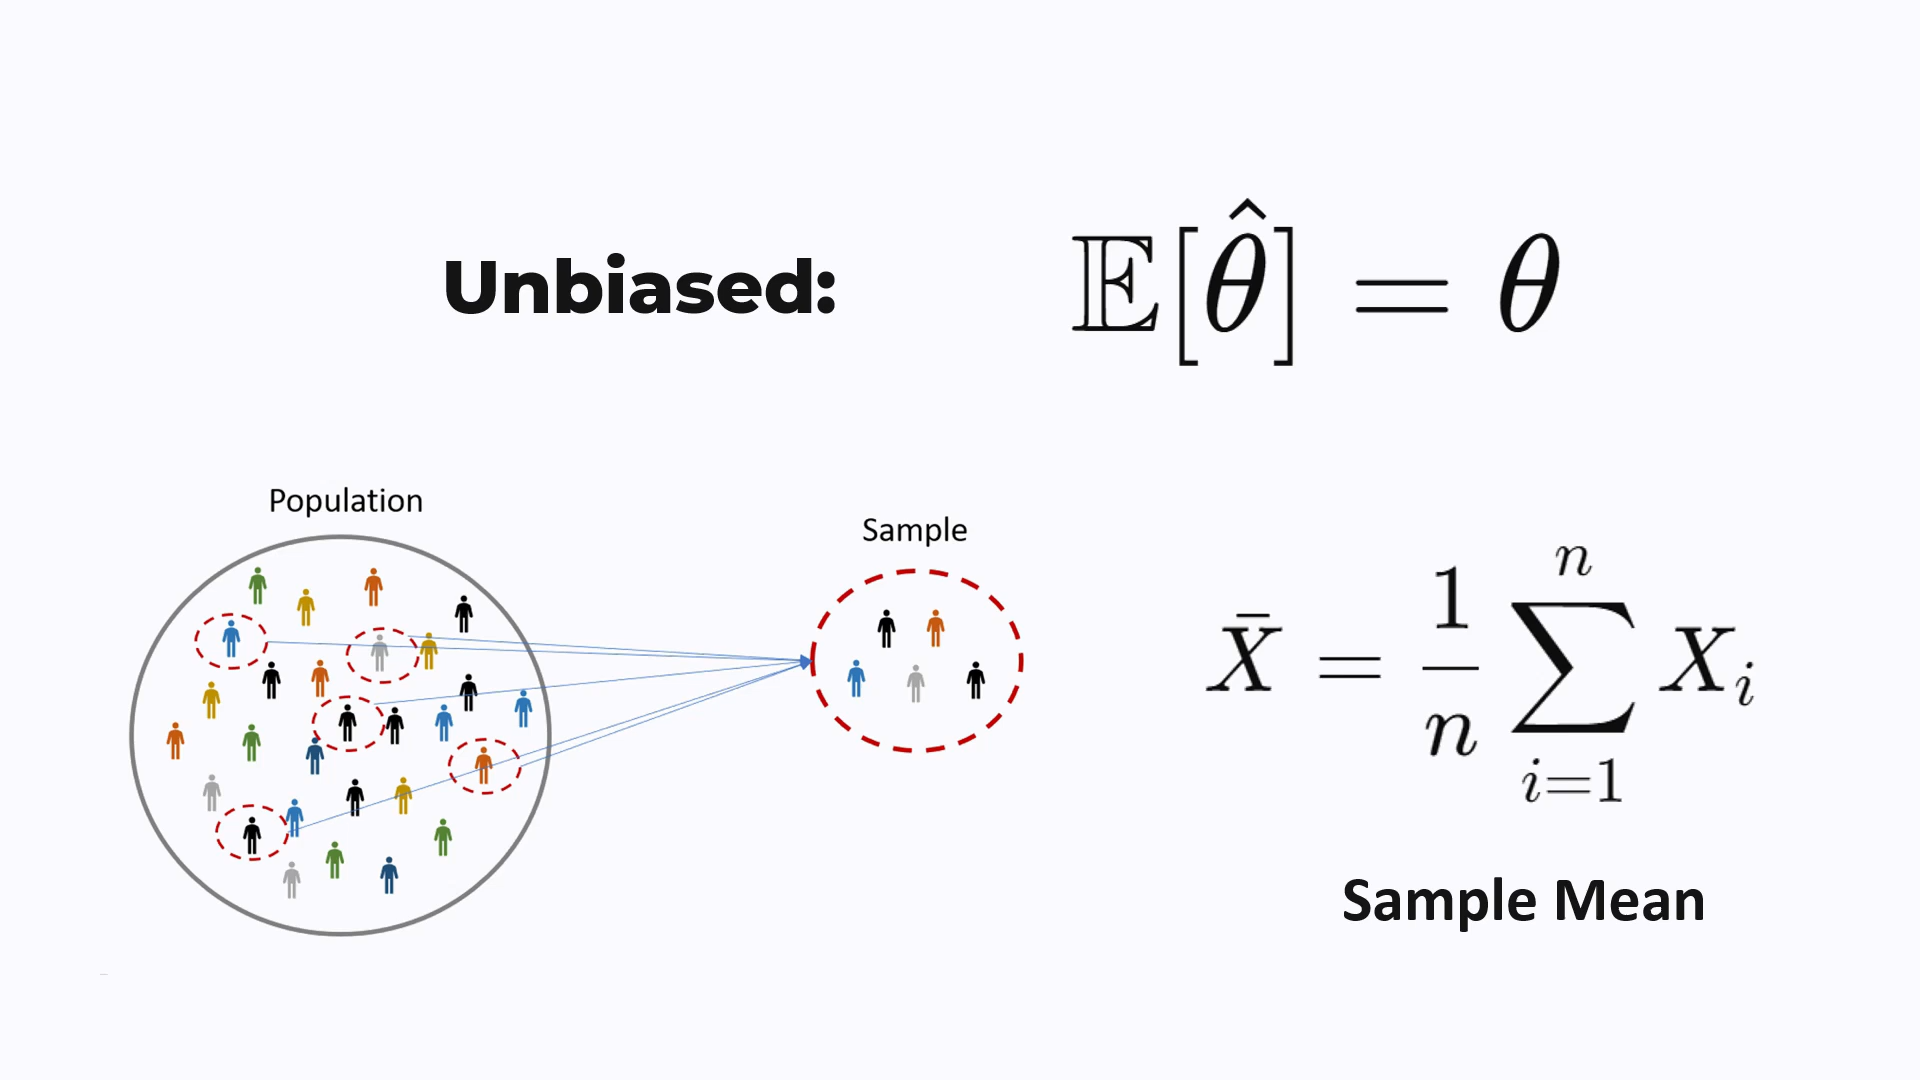 Unbiased:
𝔼[θ̂] = θ
Population
Sample
X̄ = 1/n ∑_{i=1}^{n} X_i
Sample Mean